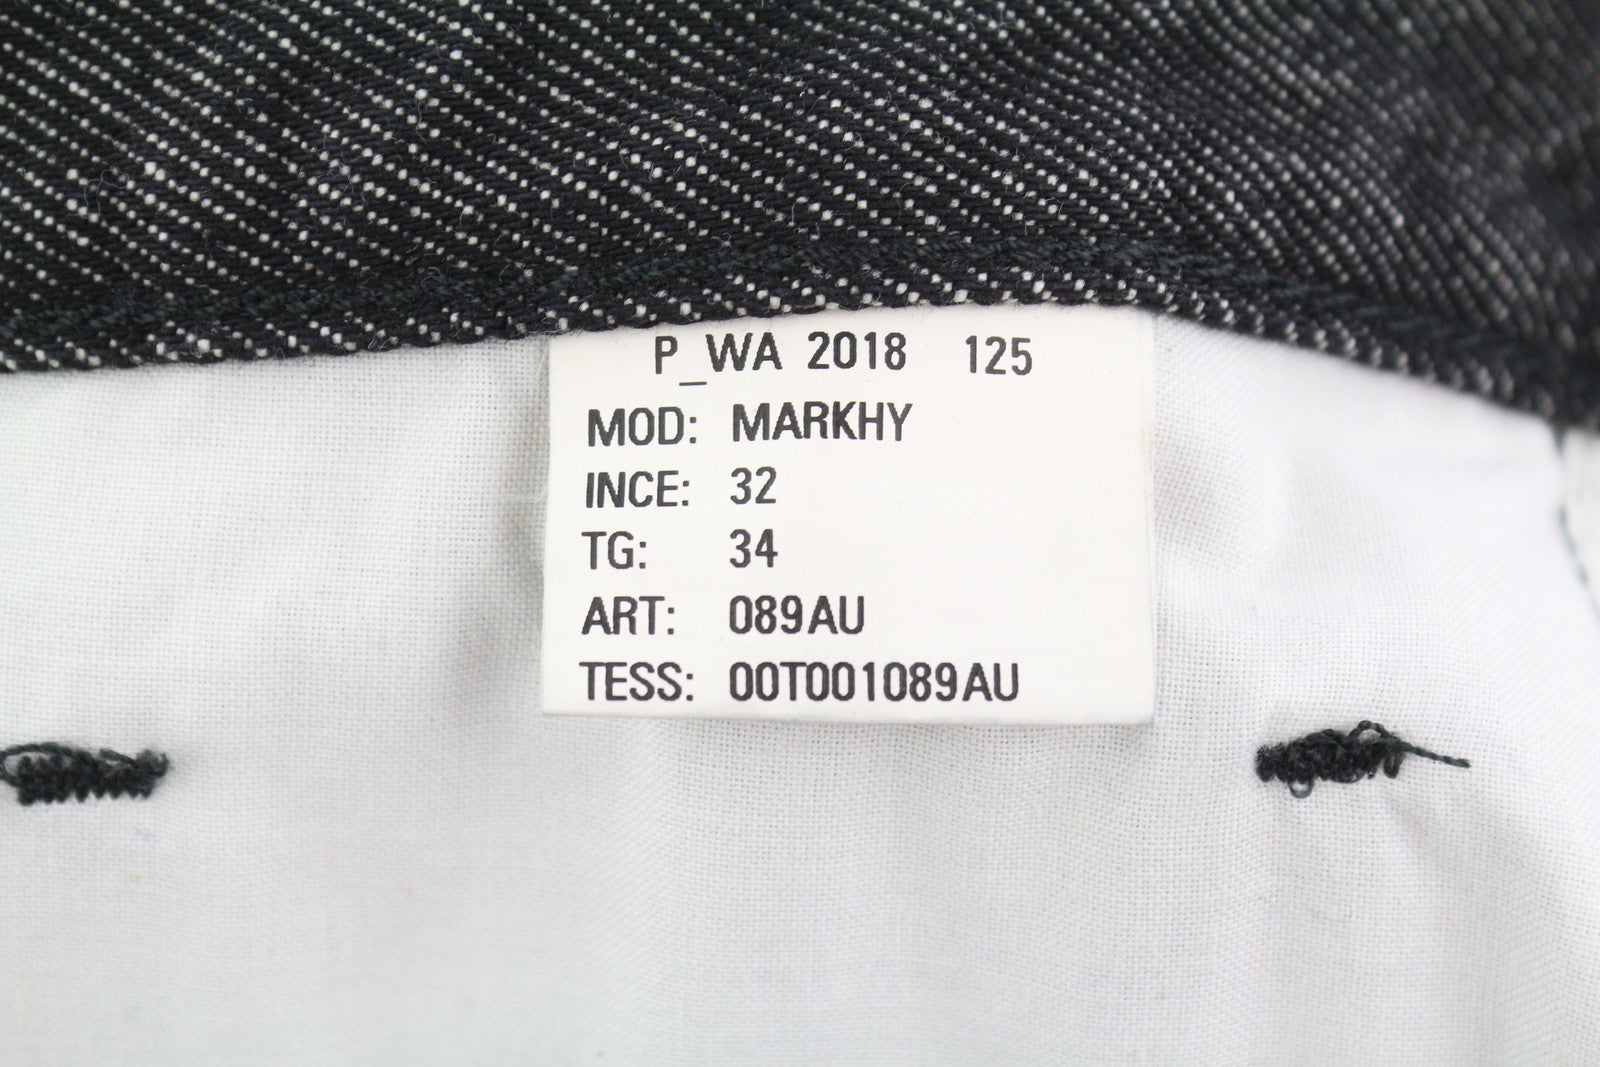 P_WA 2018 125
MOD: MARKHY
INCE: 32
TG: 34
ART: 089AU
TESS: 00T001089AU